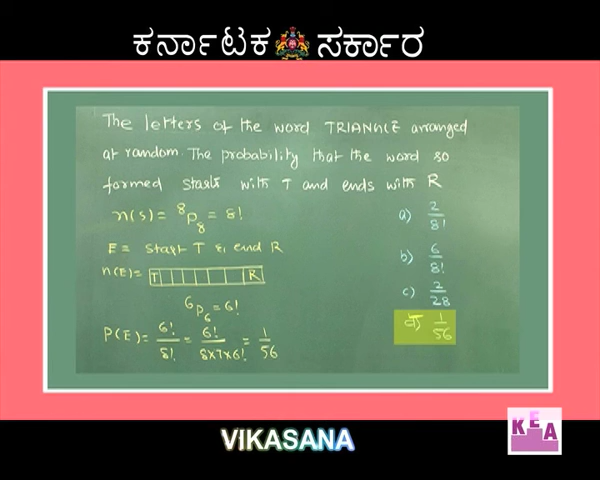 ಕರ್ನಾಟಕ ಸರ್ಕಾರ
The letters of the word TRIANGLE arranged
at random. The probability that the word so
formed starts with T and ends with R
n(s) = ⁸P₈ = 8!
E = Start T & end R
n(E) = T R
⁶P₆ = 6!
P(E) = 6!/8! = 6!/8×7×6! = 1/56
a) 2/8!
b) 6/8!
c) 2/28
d) 1/56
VIKASANA
KEA